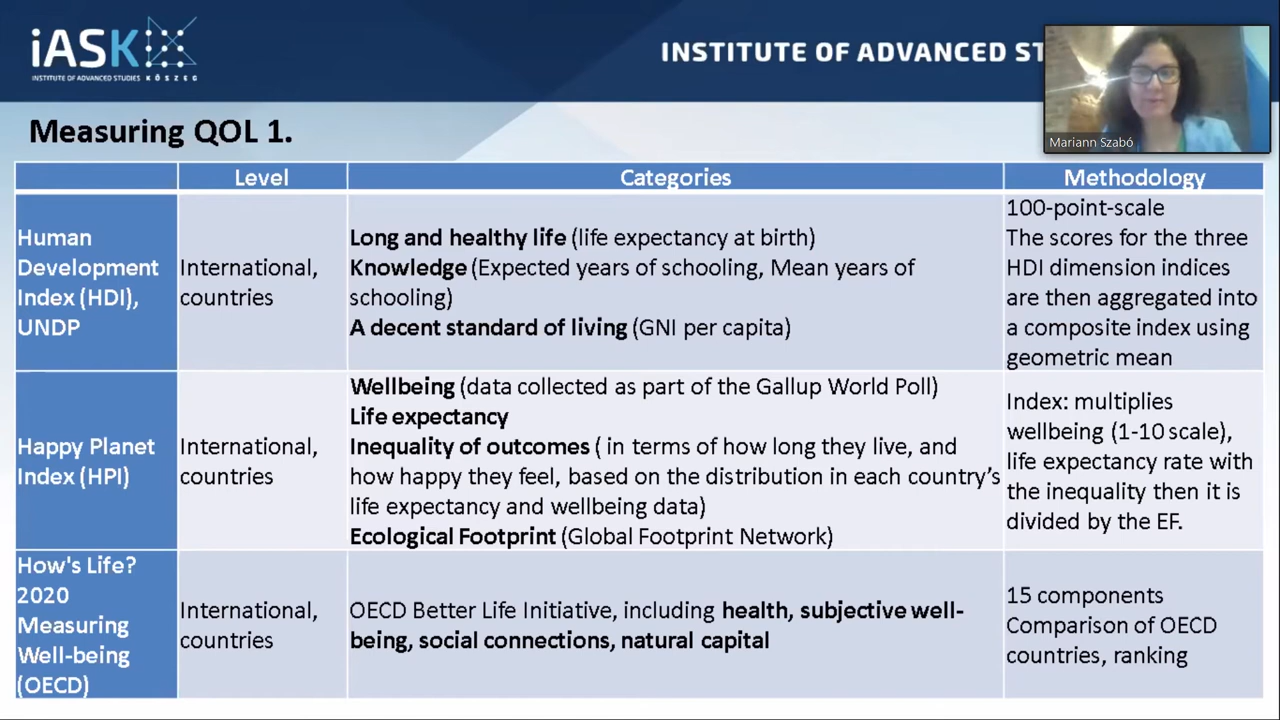 iASK
INSTITUTE OF ADVANCED STUDIES KŐSZEG
INSTITUTE OF ADVANCED
Mariann Szabó
Measuring QOL 1.
Level
Categories
Methodology
Human
Development
Index (HDI),
UNDP
International,
countries
Long and healthy life (life expectancy at birth)
Knowledge (Expected years of schooling, Mean years of
schooling)
A decent standard of living (GNI per capita)
100-point-scale
The scores for the three
HDI dimension indices
are then aggregated into
a composite index using
geometric mean
Happy Planet
Index (HPI)
International,
countries
Wellbeing (data collected as part of the Gallup World Poll)
Life expectancy
Inequality of outcomes ( in terms of how long they live, and
how happy they feel, based on the distribution in each country’s
life expectancy and wellbeing data)
Ecological Footprint (Global Footprint Network)
Index: multiplies
wellbeing (1-10 scale),
life expectancy rate with
the inequality then it is
divided by the EF.
How's Life?
2020
Measuring
Well-being
(OECD)
International,
countries
OECD Better Life Initiative, including health, subjective well-
being, social connections, natural capital
15 components
Comparison of OECD
countries, ranking